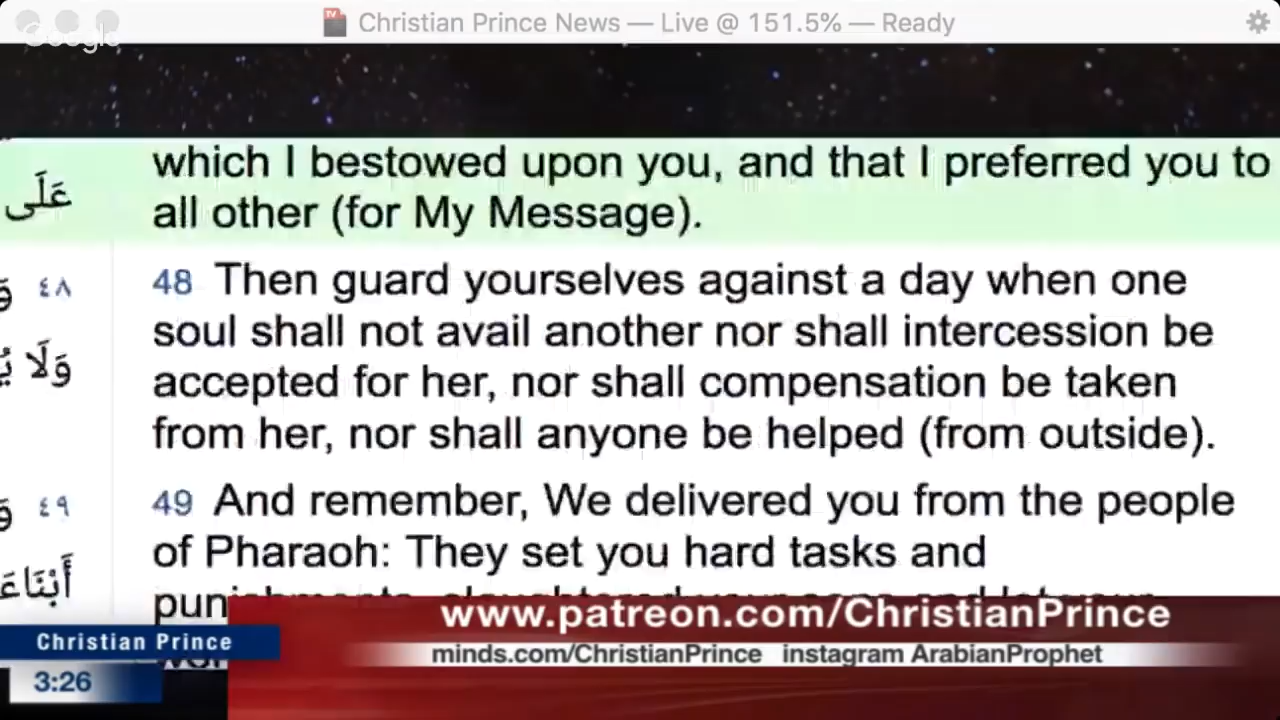 Christian Prince News — Live @ 151.5% — Ready
Google
which I bestowed upon you, and that I preferred you to
عَلَى
all other (for My Message).
٤٨
48 Then guard yourselves against a day when one
soul shall not avail another nor shall intercession be
وَلَا
accepted for her, nor shall compensation be taken
from her, nor shall anyone be helped (from outside).
٤٩
49 And remember, We delivered you from the people
of Pharaoh: They set you hard tasks and
www.patreon.com/ChristianPrince
Christian Prince
minds.com/ChristianPrince instagram ArabianProphet
3:26